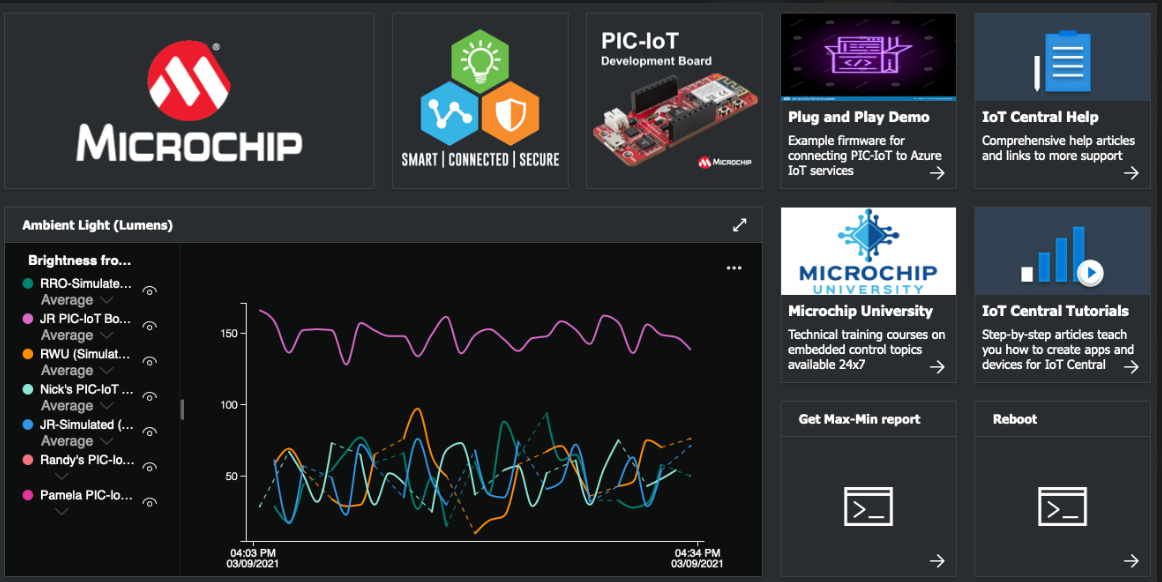 MICROCHIP
SMART | CONNECTED | SECURE
PIC-IoT
Development Board
MICROCHIP
Plug and Play Demo
Example firmware for
connecting PIC-IoT to Azure
IoT services
IoT Central Help
Comprehensive help articles
and links to more support
Ambient Light (Lumens)
Brightness fro...
RRO-Simulate...
Average
JR PIC-IoT Bo...
Average
RWU (Simulat...
Average
Nick's PIC-IoT ...
Average
JR-Simulated (...
Average
Randy's PIC-Io...
Pamela PIC-Io...
150
100
50
04:03 PM
03/09/2021
04:34 PM
03/09/2021
MICROCHIP
UNIVERSITY
Microchip University
Technical training courses on
embedded control topics
available 24x7
IoT Central Tutorials
Step-by-step articles teach
you how to create apps and
devices for IoT Central
Get Max-Min report
Reboot